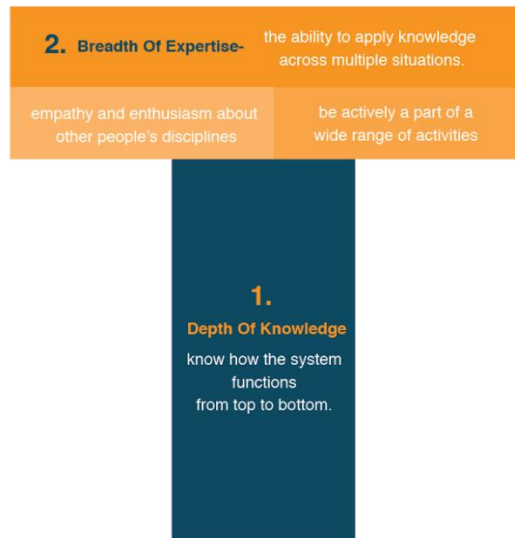 2. Breadth Of Expertise- the ability to apply knowledge
across multiple situations.
empathy and enthusiasm about
other people's disciplines
be actively a part of a
wide range of activities
1.
Depth Of Knowledge
know how the system
functions
from top to bottom.